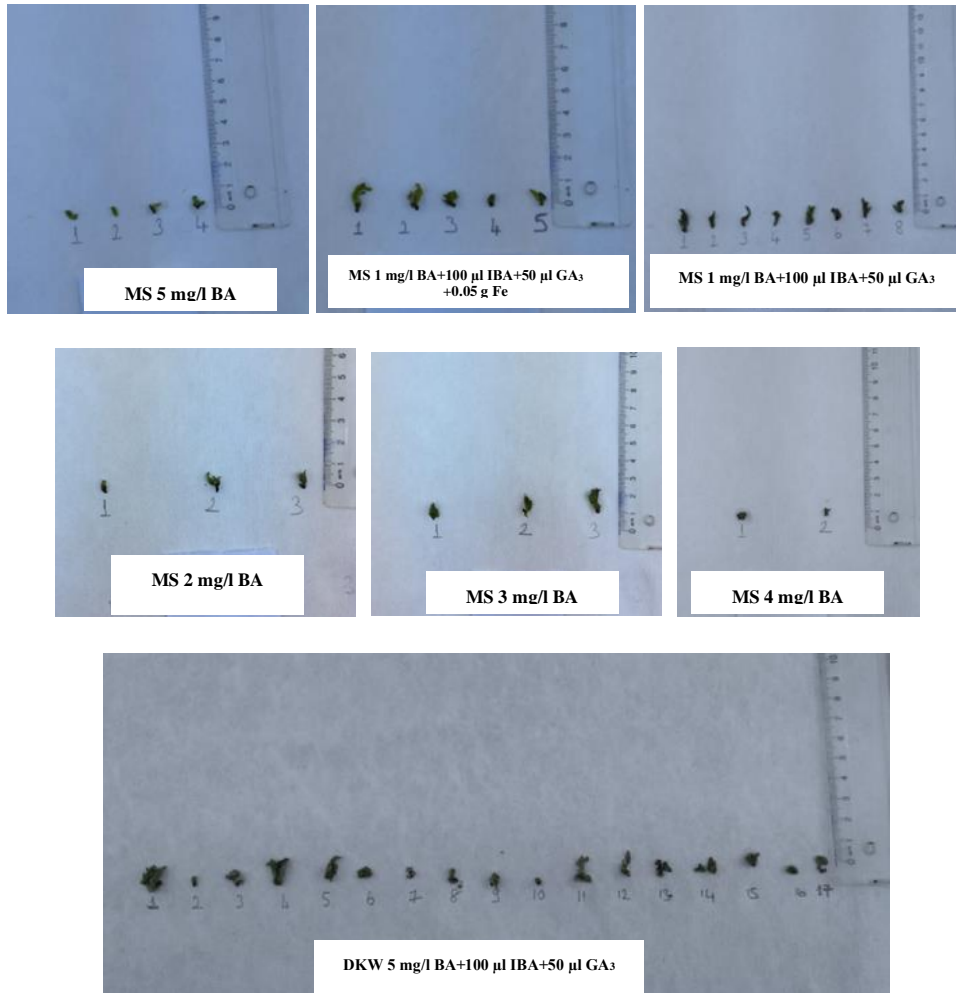 1 2 3 4
MS 5 mg/l BA
1 2 3 4 5
MS 1 mg/l BA+100 µl IBA+50 µl GA₃
+0.05 g Fe
1 2 3 4 5 6 7 8
MS 1 mg/l BA+100 µl IBA+50 µl GA₃
1 2 3
3
MS 2 mg/l BA
1 2 3
MS 3 mg/l BA
1 2
MS 4 mg/l BA
1 2 3 4 5 6 7 8 9 10 11 12 13 14 15 16 17
DKW 5 mg/l BA+100 µl IBA+50 µl GA₃